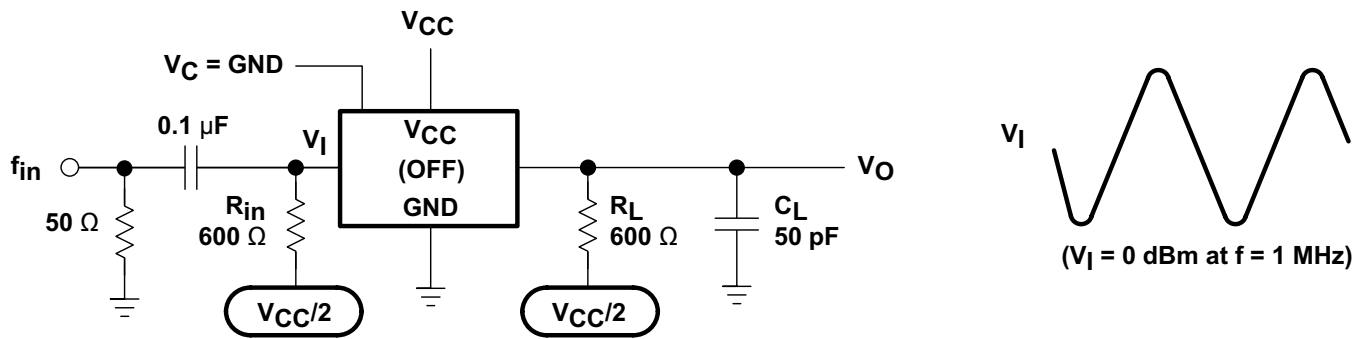 VCC
VC = GND
0.1 µF
VI
VCC
(OFF)
GND
fin
VO
50 Ω
Rin
600 Ω
RL
600 Ω
CL
50 pF
VCC/2
VCC/2
VI
(VI = 0 dBm at f = 1 MHz)